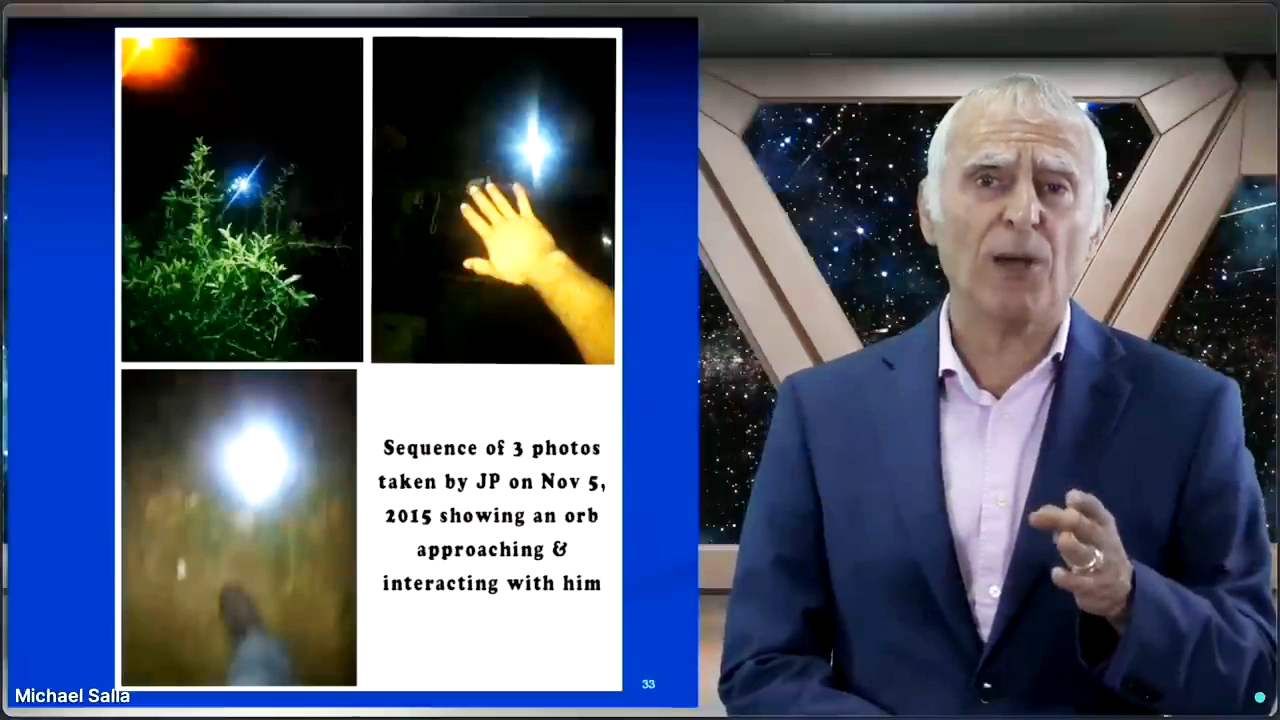 Sequence of 3 photos
taken by JP on Nov 5,
2015 showing an orb
approaching &
interacting with him
33
Michael Salla